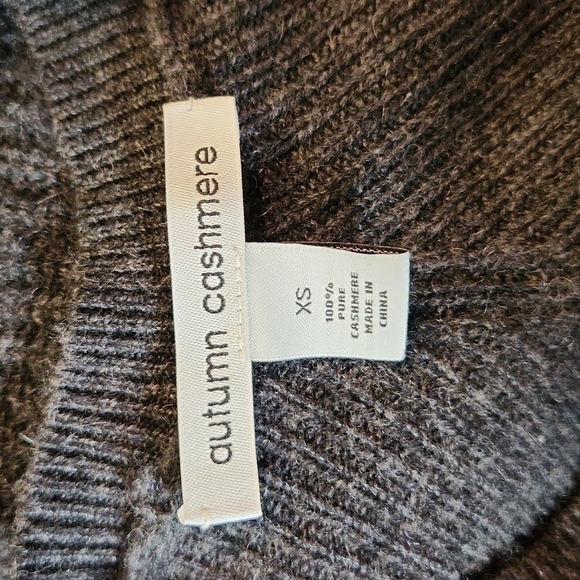 autumn cashmere
XS
100%
PURE
CASHMERE
MADE IN
CHINA